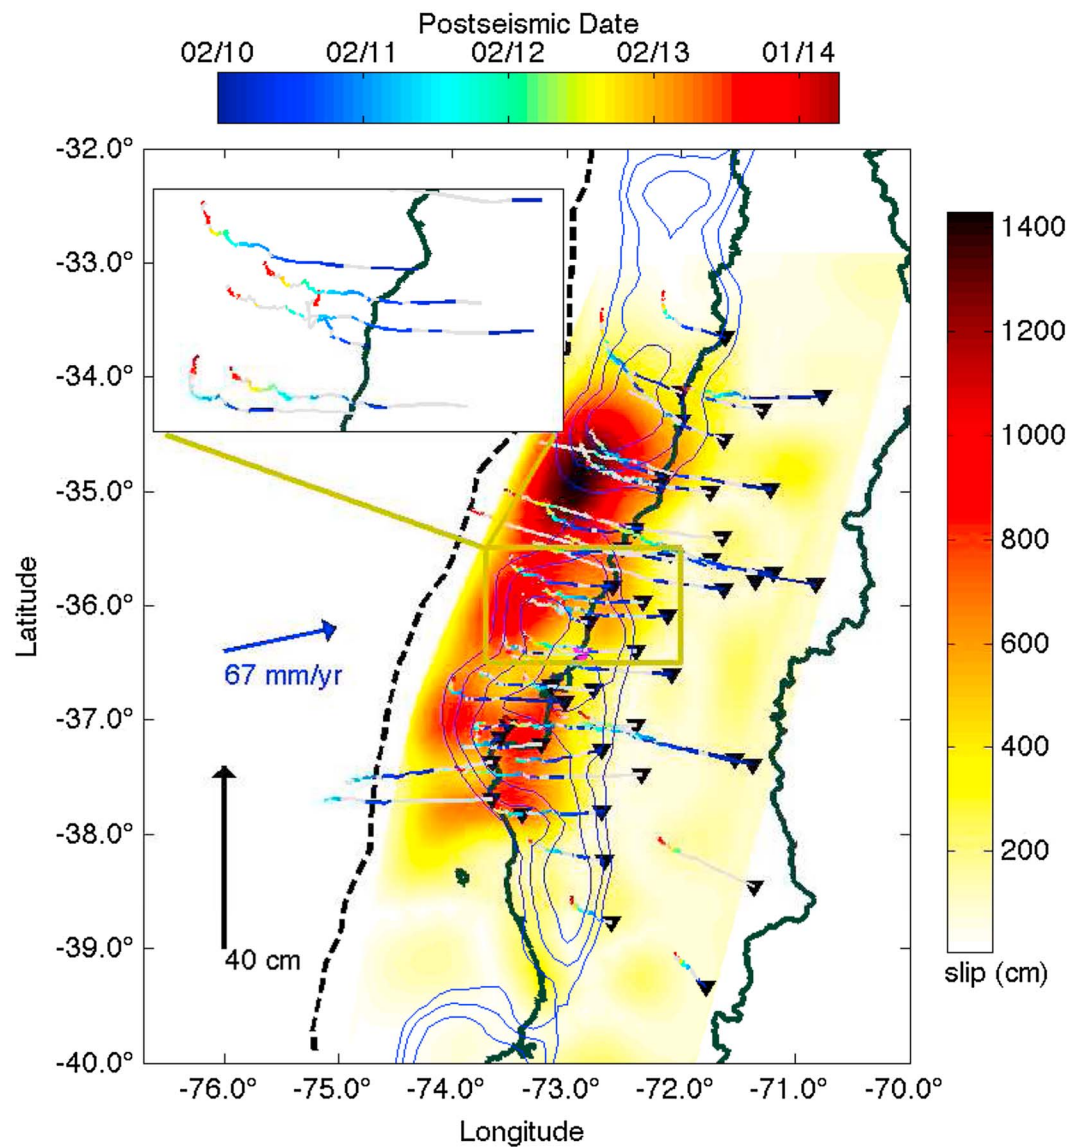 Postseismic Date
02/10 02/11 02/12 02/13 01/14
-32.0°
-33.0°
-34.0°
-35.0°
-36.0°
-37.0°
-38.0°
-39.0°
-40.0°
Latitude
67 mm/yr
40 cm
1400
1200
1000
800
600
400
200
slip (cm)
-76.0° -75.0° -74.0° -73.0° -72.0° -71.0° -70.0°
Longitude